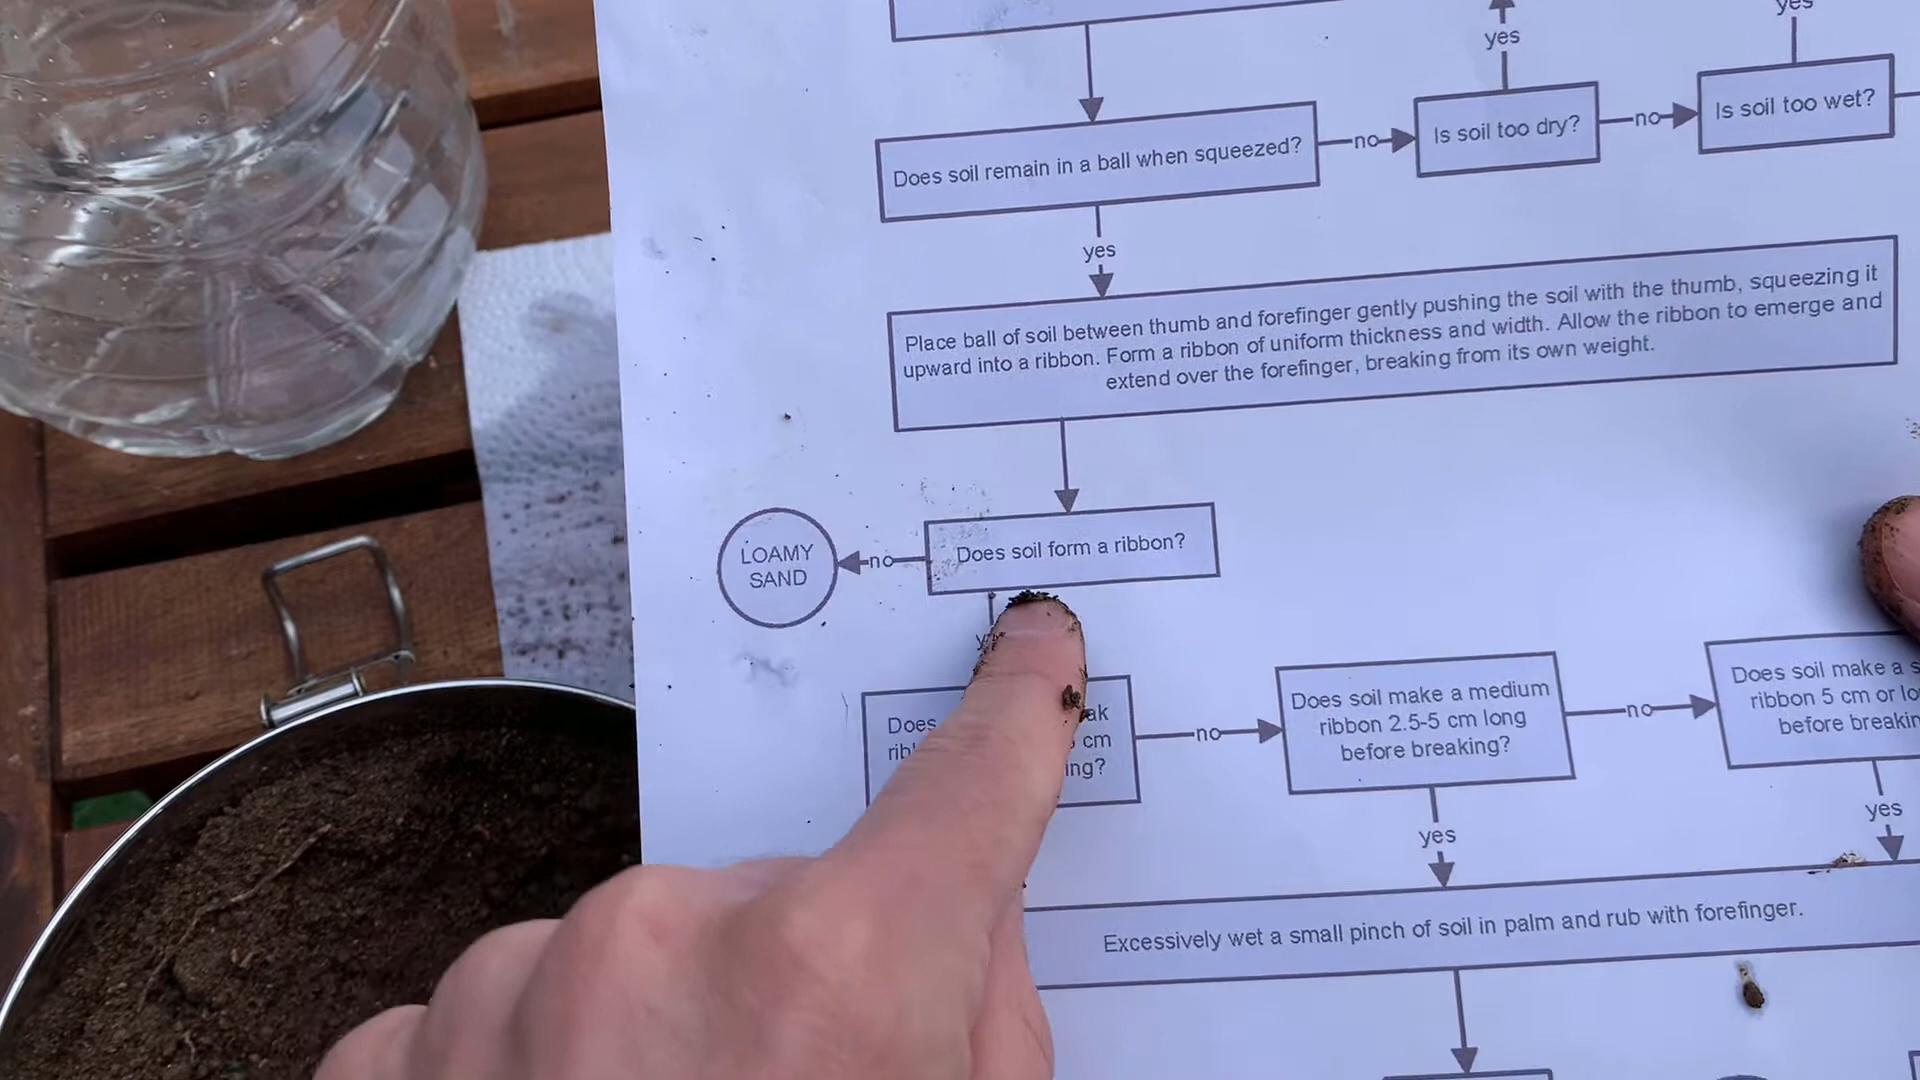 yes
yes
Is soil too wet?
no
Is soil too dry?
no
Does soil remain in a ball when squeezed?
yes
Place ball of soil between thumb and forefinger gently pushing the soil with the thumb, squeezing it
upward into a ribbon. Form a ribbon of uniform thickness and width. Allow the ribbon to emerge and
extend over the forefinger, breaking from its own weight.
LOAMY
SAND
no
Does soil form a ribbon?
Does
cm
no
Does soil make a medium
ribbon 2.5-5 cm long
before breaking?
no
Does soil make a
ribbon 5 cm or
before
yes
yes
Excessively wet a small pinch of soil in palm and rub with forefinger.